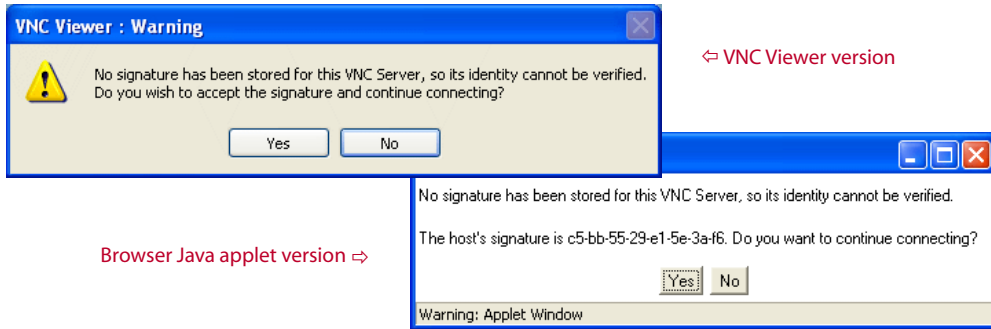 VNC Viewer : Warning
No signature has been stored for this VNC Server, so its identity cannot be verified.
Do you wish to accept the signature and continue connecting?
Yes No
⇦ VNC Viewer version
No signature has been stored for this VNC Server, so its identity cannot be verified.
The host's signature is c5-bb-55-29-e1-5e-3a-f6. Do you want to continue connecting?
Yes No
Warning: Applet Window
Browser Java applet version ⇨